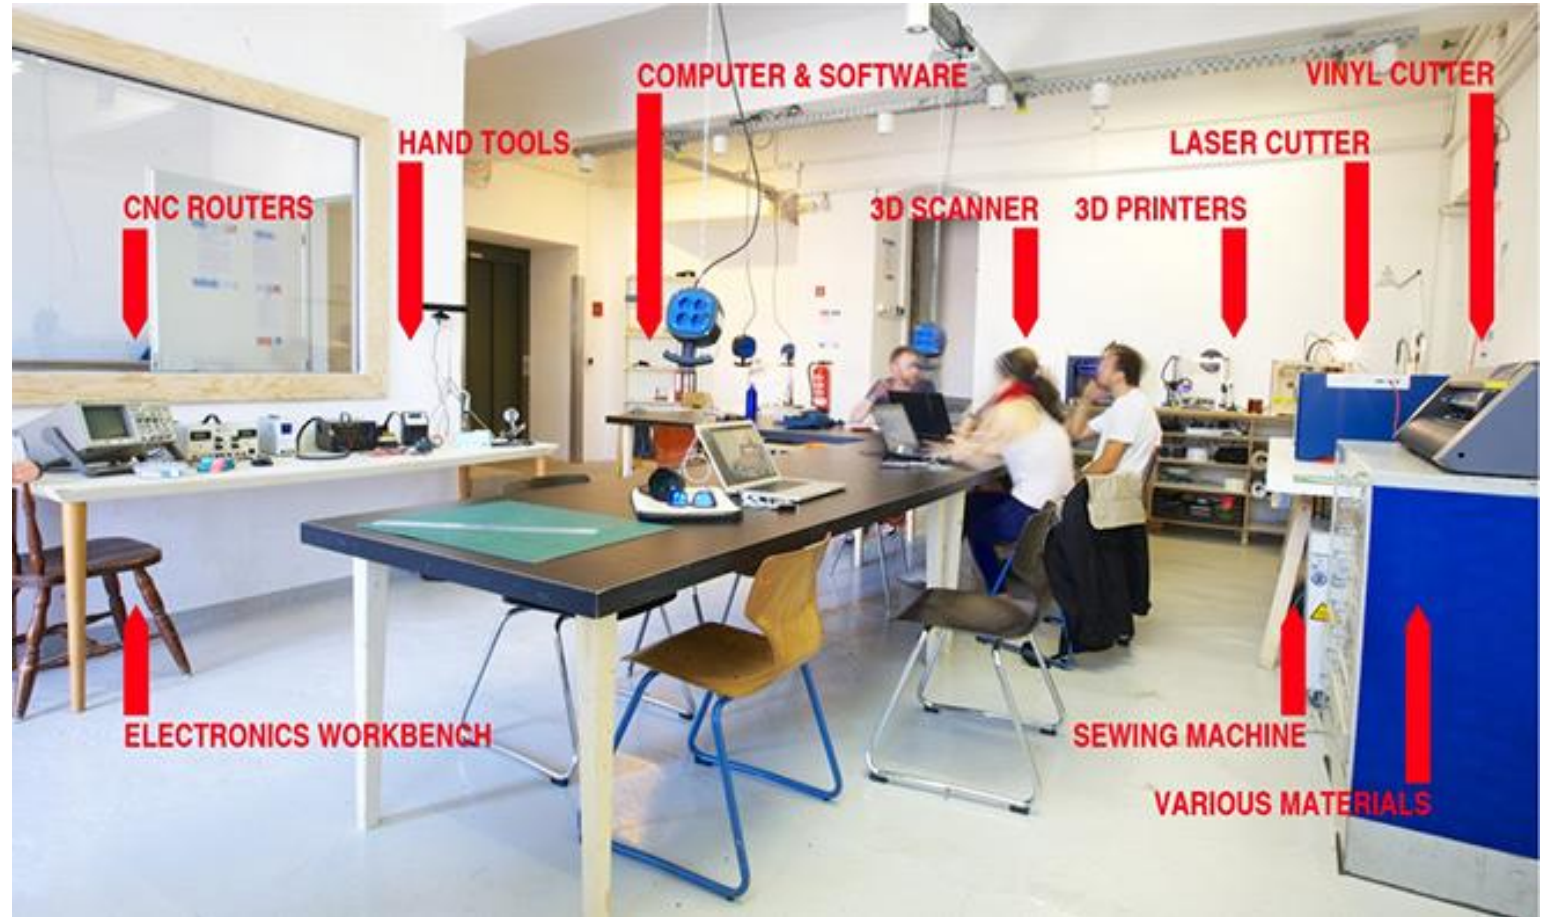 COMPUTER & SOFTWARE
VINYL CUTTER
HAND TOOLS
LASER CUTTER
CNC ROUTERS
3D SCANNER
3D PRINTERS
ELECTRONICS WORKBENCH
SEWING MACHINE
VARIOUS MATERIALS